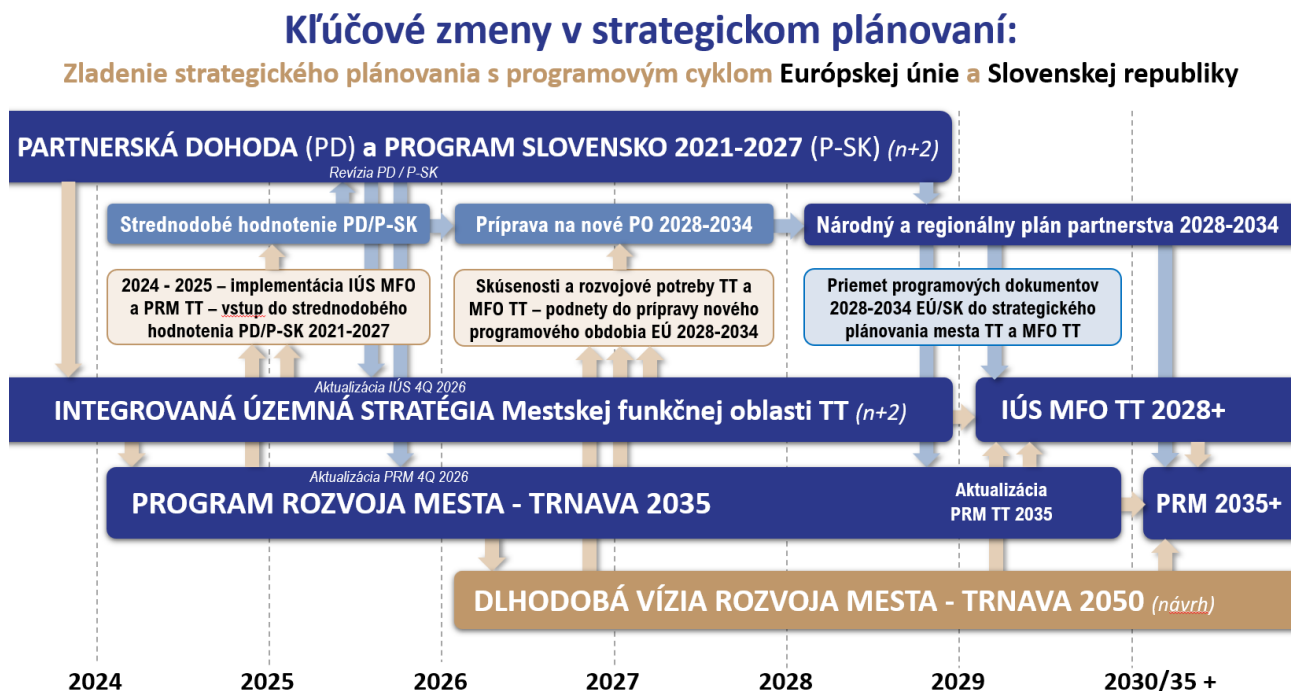 Kľúčové zmeny v strategickom plánovaní:
Zladenie strategického plánovania s programovým cyklom Európskej únie a Slovenskej republiky
PARTNERSKÁ DOHODA (PD) a PROGRAM SLOVENSKO 2021-2027 (P-SK) (n+2)
Revízia PD / P-SK
Strednodobé hodnotenie PD/P-SK
Príprava na nové PO 2028-2034
Národný a regionálny plán partnerstva 2028-2034
2024 - 2025 – implementácia IÚS MFO
a PRM TT – vstup do strednodobého
hodnotenia PD/P-SK 2021-2027
Skúsenosti a rozvojové potreby TT a
MFO TT – podnety do prípravy nového
programového obdobia EÚ 2028-2034
Priemet programových dokumentov
2028-2034 EÚ/SK do strategického
plánovania mesta TT a MFO TT
Aktualizácia IÚS 4Q 2026
INTEGROVANÁ ÚZEMNÁ STRATÉGIA Mestskej funkčnej oblasti TT (n+2)
IÚS MFO TT 2028+
Aktualizácia PRM 4Q 2026
PROGRAM ROZVOJA MESTA - TRNAVA 2035
Aktualizácia
PRM TT 2035
PRM 2035+
DLHODOBÁ VÍZIA ROZVOJA MESTA - TRNAVA 2050 (návrh)
2024
2025
2026
2027
2028
2029
2030/35 +